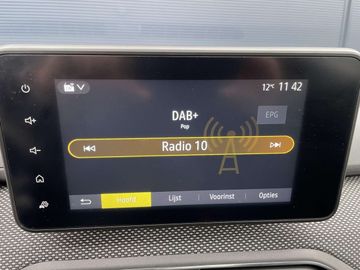 12°C 11 42
DAB+
Pop
EPG
Radio 10
Hoofd Lijst Voorinst Opties